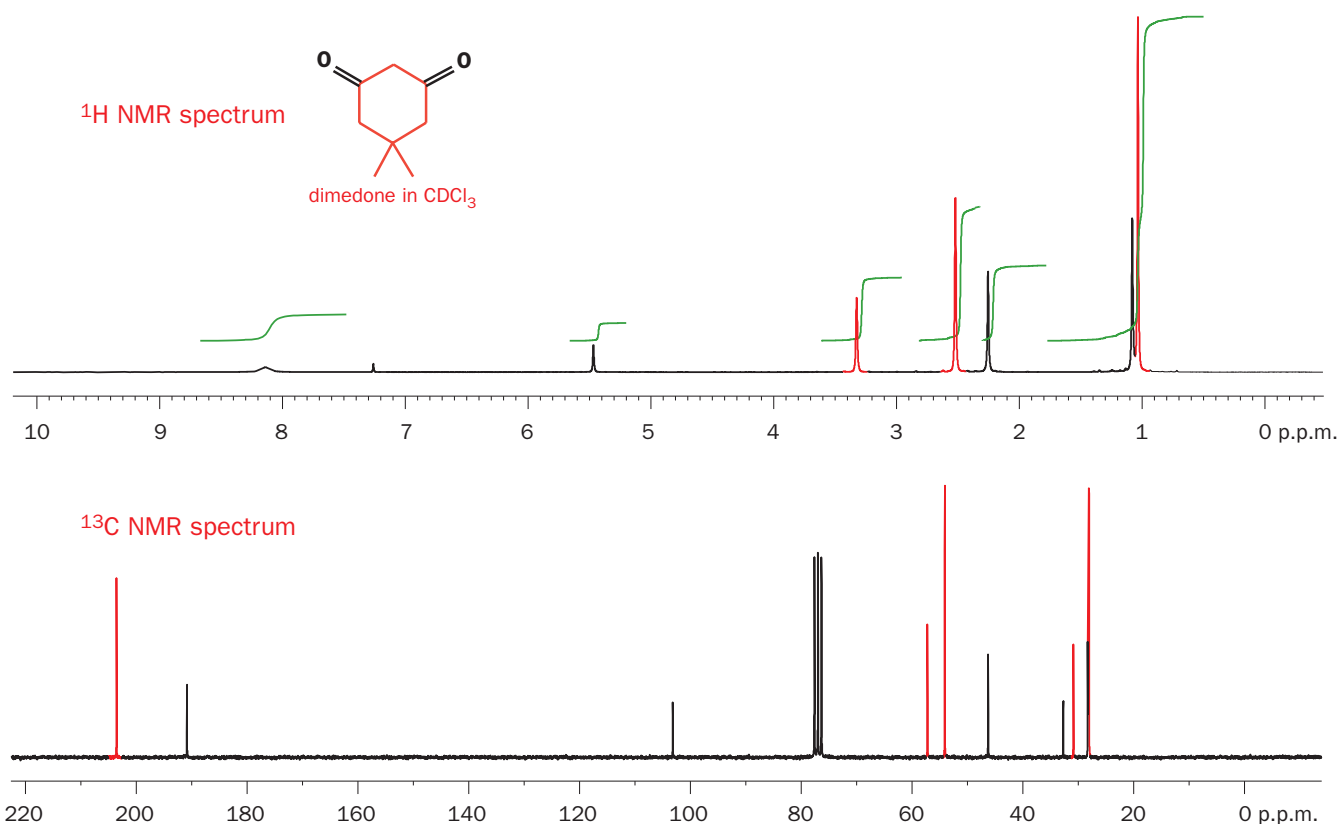 O O
¹H NMR spectrum
dimedone in CDCl₃
10 9 8 7 6 5 4 3 2 1 0 p.p.m.
¹³C NMR spectrum
220 200 180 160 140 120 100 80 60 40 20 0 p.p.m.